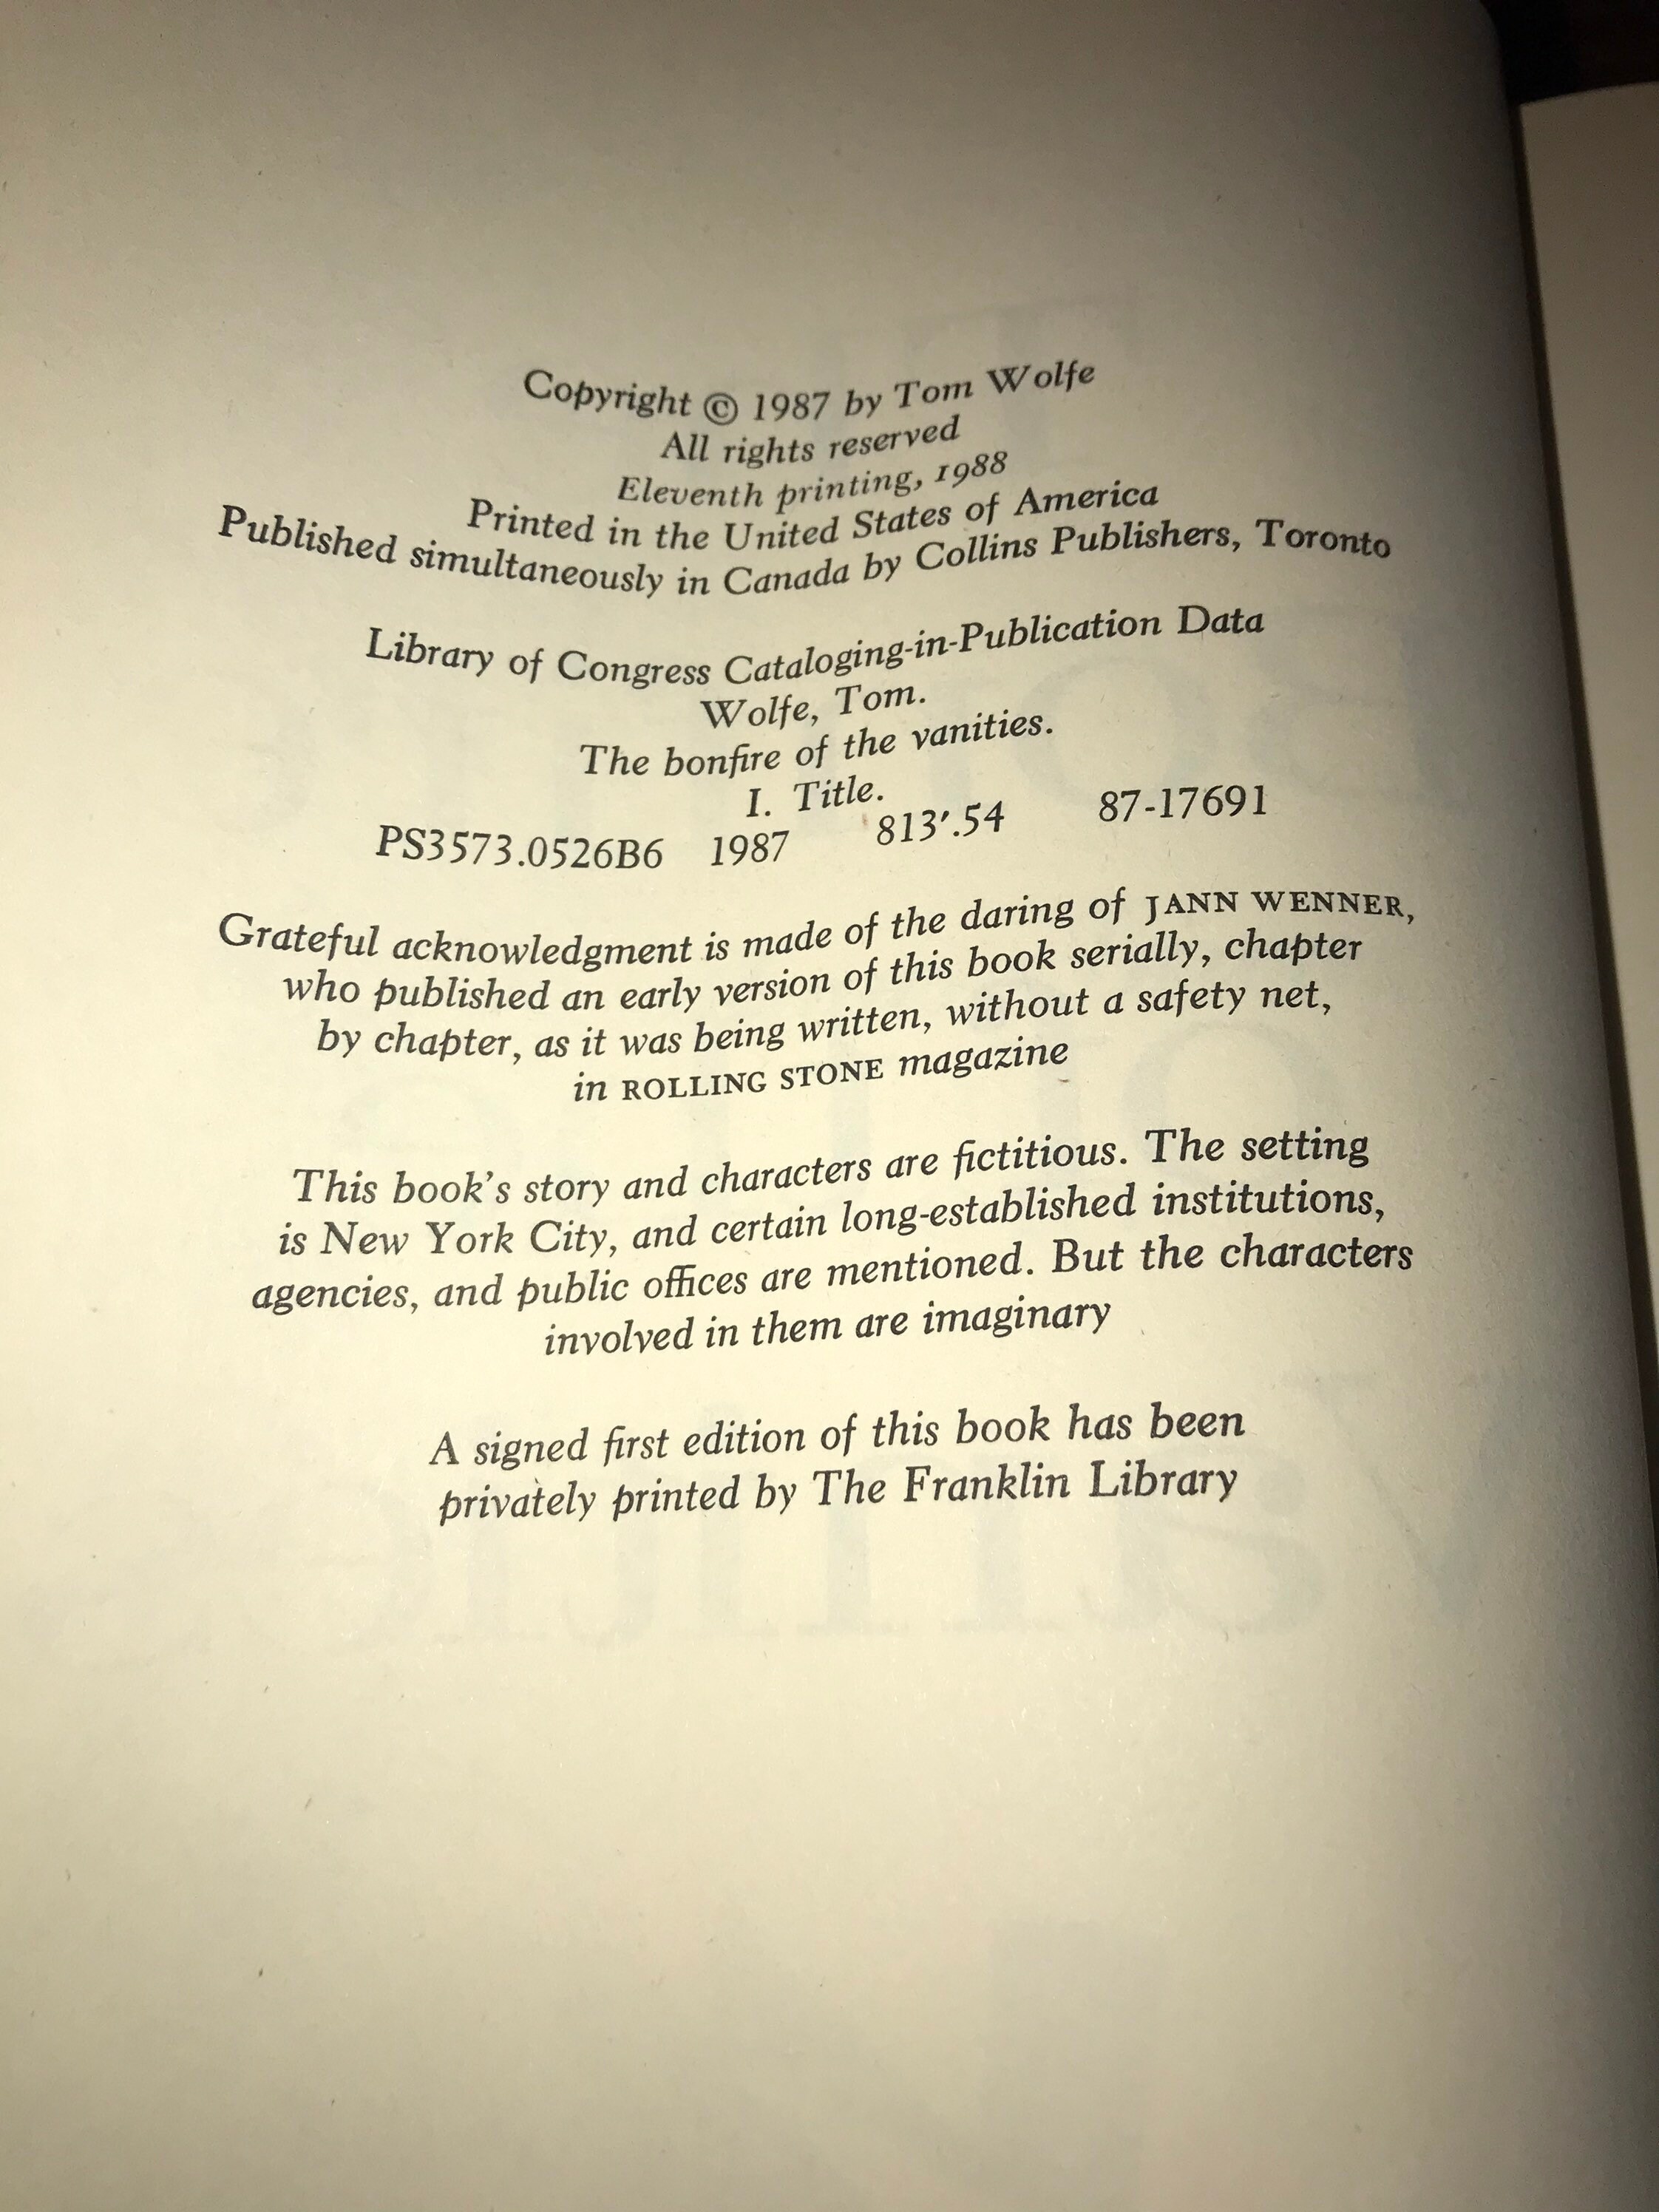 Copyright © 1987 by Tom Wolfe
All rights reserved
Eleventh printing, 1988
Printed in the United States of America
Published simultaneously in Canada by Collins Publishers, Toronto
Library of Congress Cataloging-in-Publication Data
Wolfe, Tom.
The bonfire of the vanities.
I. Title.
PS3573.0526B6 1987 813'.54 87-17691
Grateful acknowledgment is made of the daring of JANN WENNER,
who published an early version of this book serially, chapter
by chapter, as it was being written, without a safety net,
in ROLLING STONE magazine
This book's story and characters are fictitious. The setting
is New York City, and certain long-established institutions,
agencies, and public offices are mentioned. But the characters
involved in them are imaginary
A signed first edition of this book has been
privately printed by The Franklin Library